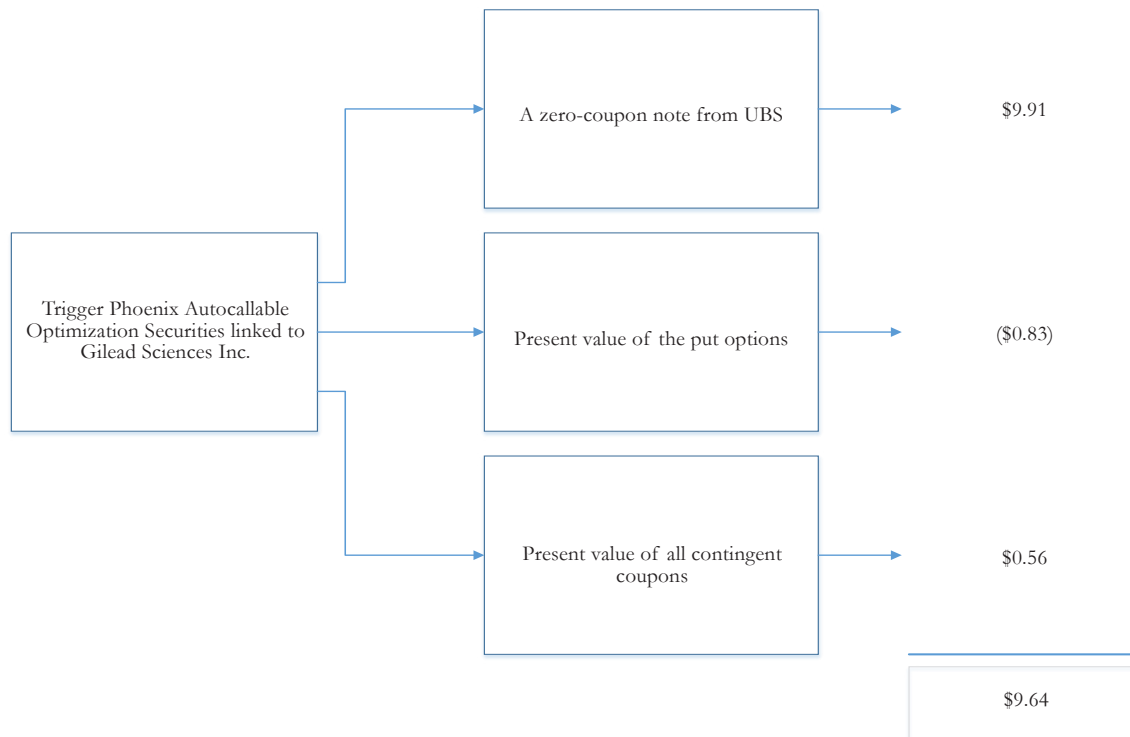 A zero-coupon note from UBS
$9.91
Trigger Phoenix Autocallable
Optimization Securities linked to
Gilead Sciences Inc.
Present value of the put options
($0.83)
Present value of all contingent
coupons
$0.56
$9.64